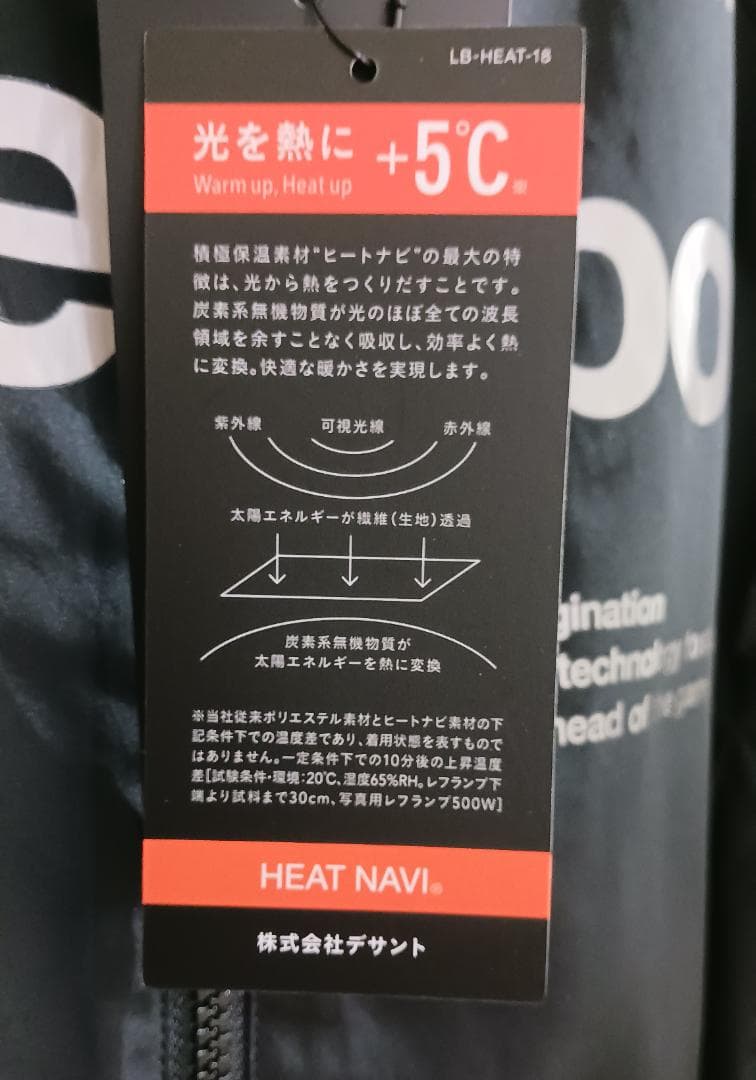 LB-HEAT-18
光を熱に
Warm up, Heat up
+5℃※
積極保温素材"ヒートナビ"の最大の特
徴は、光から熱をつくりだすことです。
炭素系無機物質が光のほぼ全ての波長
領域を余すことなく吸収し、効率よく熱
に変換。快適な暖かさを実現します。
紫外線 可視光線 赤外線
太陽エネルギーが繊維(生地)透過
炭素系無機物質が
太陽エネルギーを熱に変換
※当社従来ポリエステル素材とヒートナビ素材の下
記条件下での温度差であり、着用状態を表すもので
はありません。一定条件下での10分後の上昇温度
差[試験条件・環境:20℃、湿度65%RH。レフランプ下
端より試料まで30cm、写真用レフランプ500W]
HEAT NAVI®
株式会社デサント
gination
technology
head of